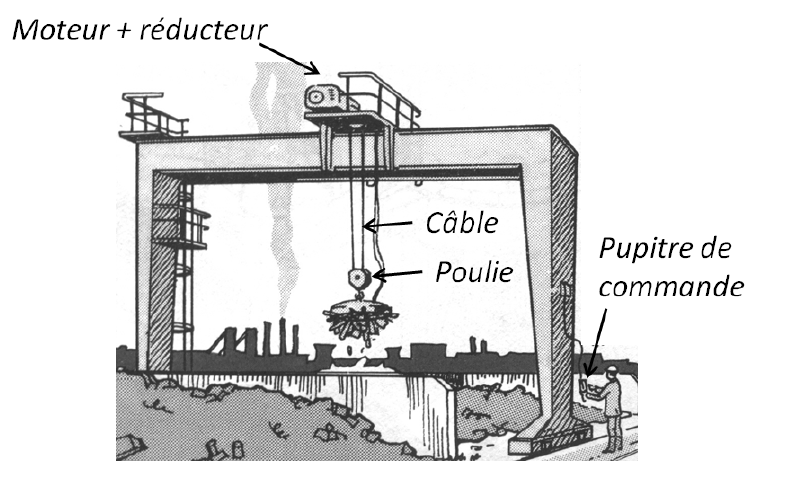 Moteur + réducteur
Câble
Poulie
Pupitre de
commande